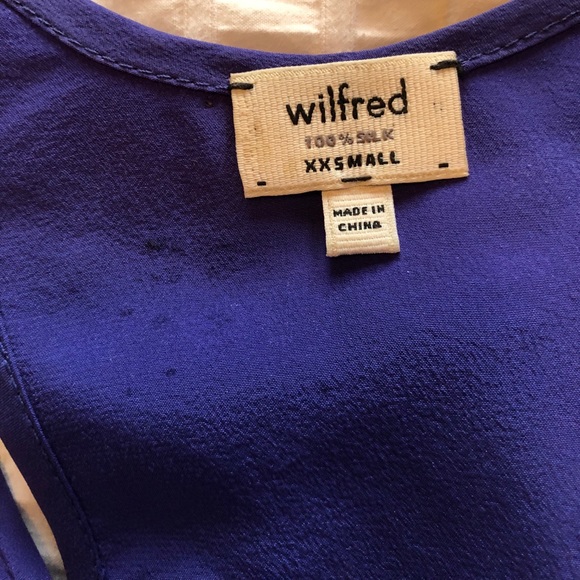 wilfred
100% SILK
XXSMALL
MADE IN
CHINA